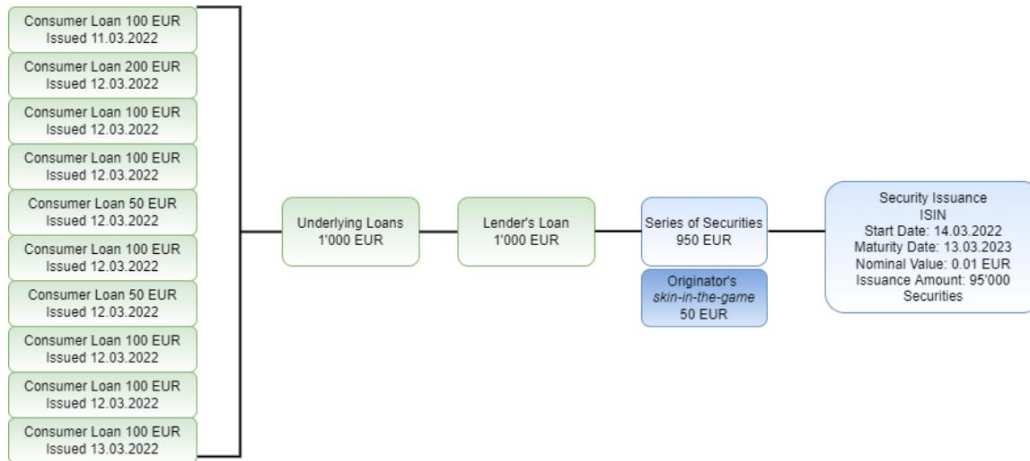 Consumer Loan 100 EUR
Issued 11.03.2022
Consumer Loan 200 EUR
Issued 12.03.2022
Consumer Loan 100 EUR
Issued 12.03.2022
Consumer Loan 100 EUR
Issued 12.03.2022
Consumer Loan 50 EUR
Issued 12.03.2022
Consumer Loan 100 EUR
Issued 12.03.2022
Consumer Loan 50 EUR
Issued 12.03.2022
Consumer Loan 100 EUR
Issued 12.03.2022
Consumer Loan 100 EUR
Issued 12.03.2022
Consumer Loan 100 EUR
Issued 13.03.2022
Underlying Loans
1'000 EUR
Lender's Loan
1'000 EUR
Series of Securities
950 EUR
Originator's
skin-in-the-game
50 EUR
Security Issuance
ISIN
Start Date: 14.03.2022
Maturity Date: 13.03.2023
Nominal Value: 0.01 EUR
Issuance Amount: 95'000
Securities